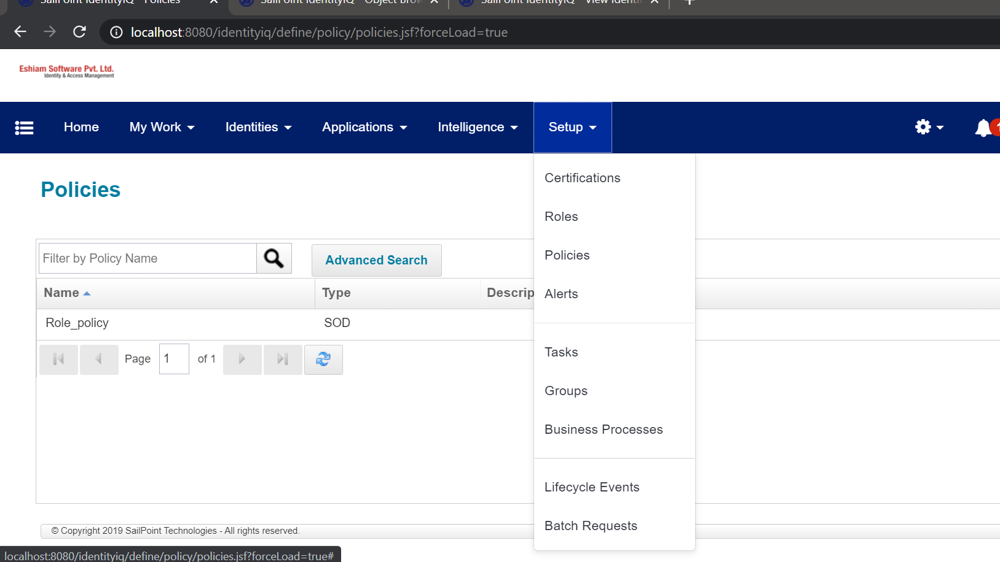 SailPoint IdentityIQ - Policies
SailPoint IdentityIQ - Object Brow
SailPoint IdentityIQ - View Identi
localhost:8080/identityiq/define/policy/policies.jsf?forceLoad=true
Eshiam Software Pvt. Ltd.
Identity & Access Management
Home My Work Identities Applications Intelligence Setup
1
Policies
Filter by Policy Name
Advanced Search
Name Type Descrip
Role_policy SOD
Page 1 of 1
Certifications
Roles
Policies
Alerts
Tasks
Groups
Business Processes
Lifecycle Events
Batch Requests
© Copyright 2019 SailPoint Technologies - All rights reserved.
localhost:8080/identityiq/define/policy/policies.jsf?forceLoad=true#